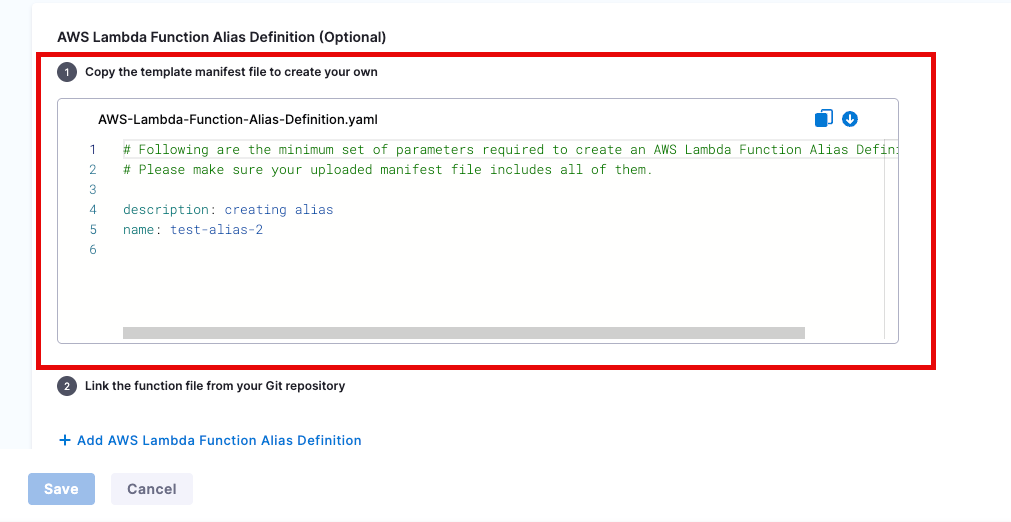 AWS Lambda Function Alias Definition (Optional)
1 Copy the template manifest file to create your own
AWS-Lambda-Function-Alias-Definition.yaml
1 # Following are the minimum set of parameters required to create an AWS Lambda Function Alias Defin
2 # Please make sure your uploaded manifest file includes all of them.
3
4 description: creating alias
5 name: test-alias-2
6
2 Link the function file from your Git repository
+ Add AWS Lambda Function Alias Definition
Save
Cancel